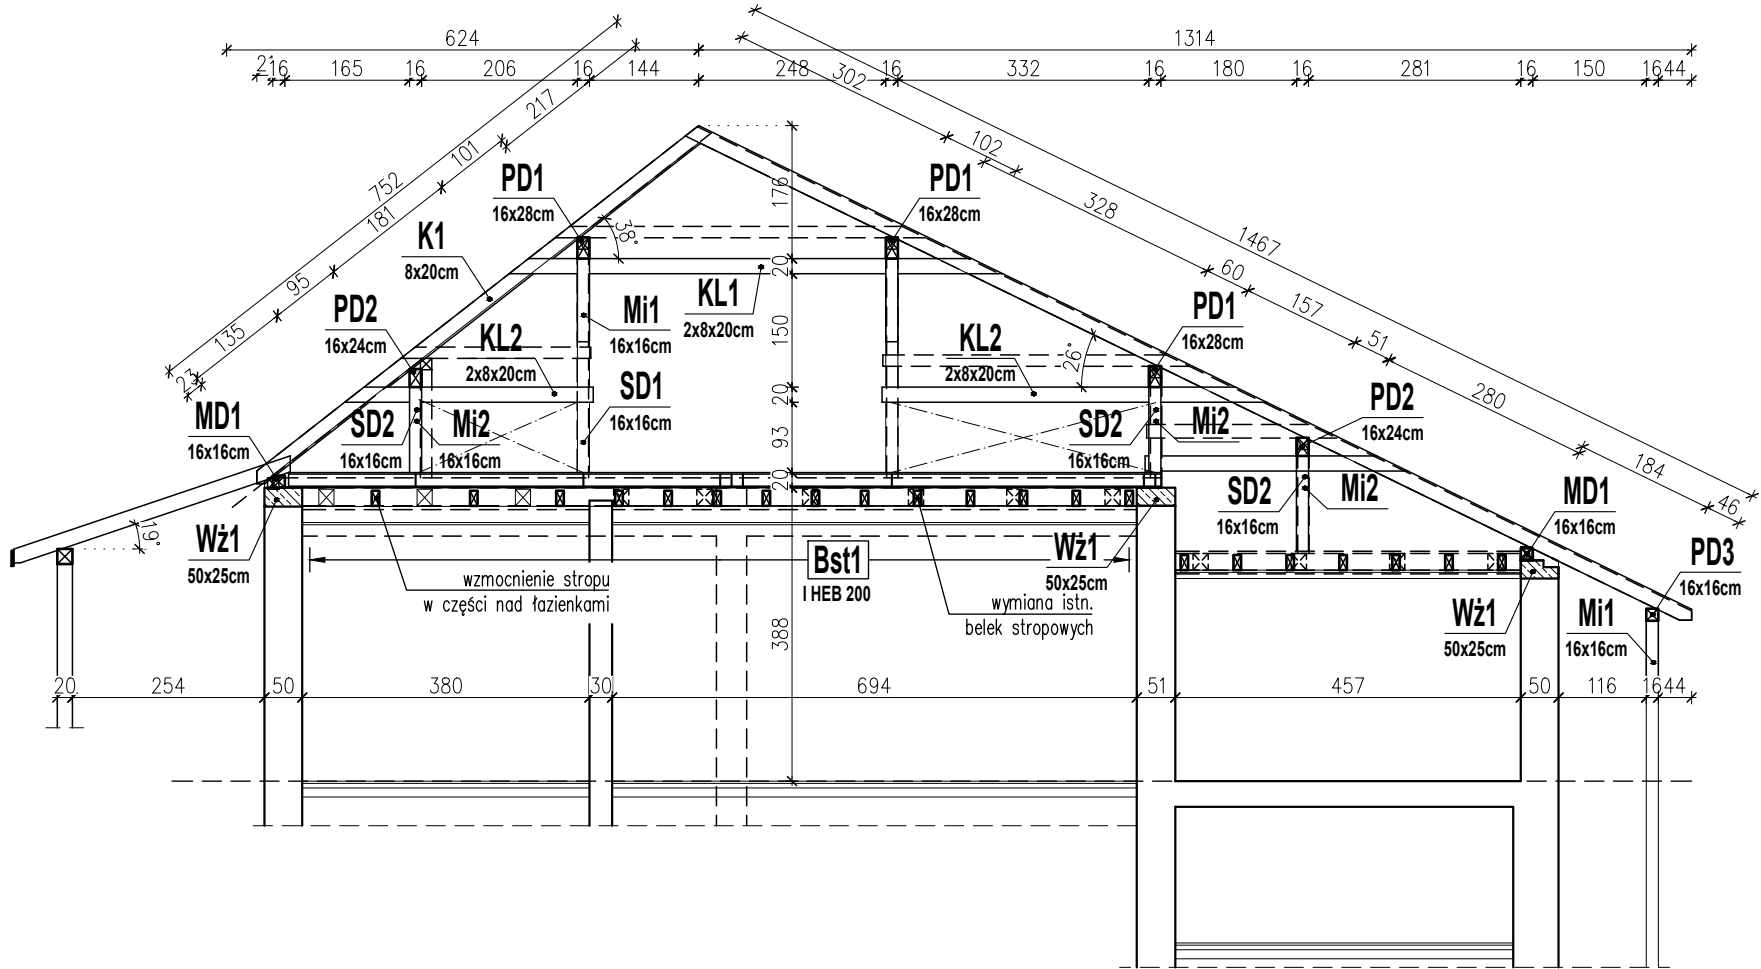 624
1314
21
16
165
16
206
16
144
248
16
332
16
180
16
281
16
150
16
44
302
217
101
102
752
181
328
1467
95
135
23
60
157
51
280
184
46
PD1
16x28cm
PD1
16x28cm
38°
176
K1
8x20cm
20
KL1
2x8x20cm
Mi1
16x16cm
PD2
16x24cm
PD1
16x28cm
KL2
2x8x20cm
150
KL2
2x8x20cm
26°
SD1
16x16cm
20
MD1
16x16cm
SD2
16x16cm
Mi2
16x16cm
93
SD2
16x16cm
Mi2
PD2
16x24cm
20
SD2
16x16cm
Mi2
MD1
16x16cm
19°
Wż1
50x25cm
wzmocnienie stropu
w części nad łazienkami
Bst1
I HEB 200
Wż1
50x25cm
wymiana istn.
belek stropowych
PD3
16x16cm
Wż1
50x25cm
Mi1
16x16cm
388
20
254
50
380
30
694
51
457
50
116
16
44